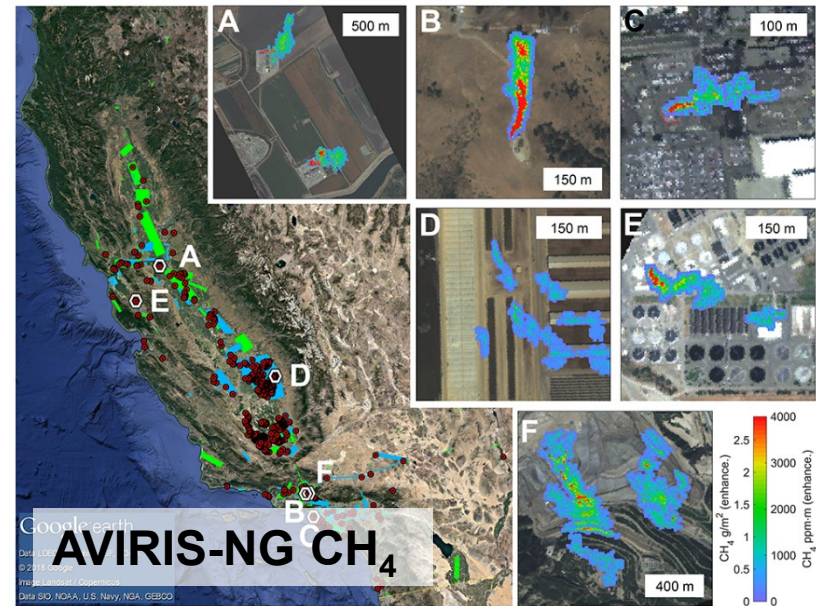 A
500 m
B
150 m
C
100 m
D
150 m
E
150 m
F
400 m
A
E
D
F
B
C
Google earth
© 2018 Google
Image Landsat / Copernicus
Data SIO, NOAA, U.S. Navy, NGA, GEBCO
AVIRIS-NG CH4
CH4 g/m² (enhance.)
2.5
2
1.5
1
0.5
0
4000
3000
2000
1000
0
CH4 ppm-m (enhance.)